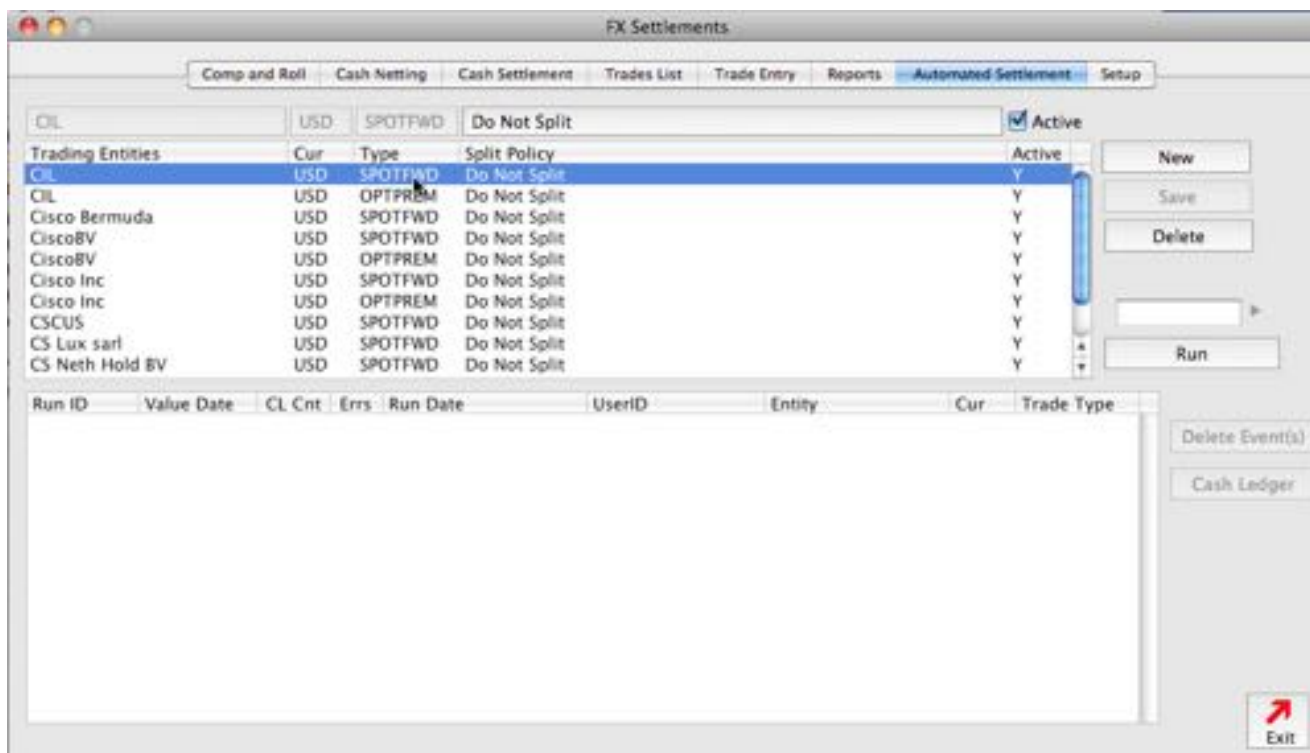 FX Settlements
Comp and Roll Cash Netting Cash Settlement Trades List Trade Entry Reports Automated Settlement Setup
CIL USD SPOTFWD Do Not Split Active
Trading Entities Cur Type Split Policy Active
CIL USD SPOTFWD Do Not Split Y
CIL USD OPTPREM Do Not Split Y
Cisco Bermuda USD SPOTFWD Do Not Split Y
CiscoBV USD SPOTFWD Do Not Split Y
CiscoBV USD OPTPREM Do Not Split Y
Cisco Inc USD SPOTFWD Do Not Split Y
Cisco Inc USD OPTPREM Do Not Split Y
CSCUS USD SPOTFWD Do Not Split Y
CS Lux sarl USD SPOTFWD Do Not Split Y
CS Neth Hold BV USD SPOTFWD Do Not Split Y
New
Save
Delete
Run
Run ID Value Date CL Cnt Errs Run Date UserID Entity Cur Trade Type
Delete Event(s)
Cash Ledger
Exit